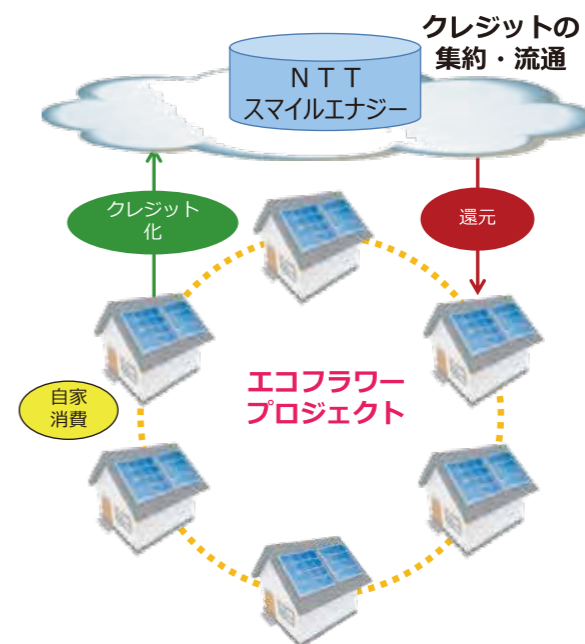 クレジットの
集約・流通
ＮＴＴ
スマイルエナジー
クレジット
化
還元
エコフラワー
プロジェクト
自家
消費